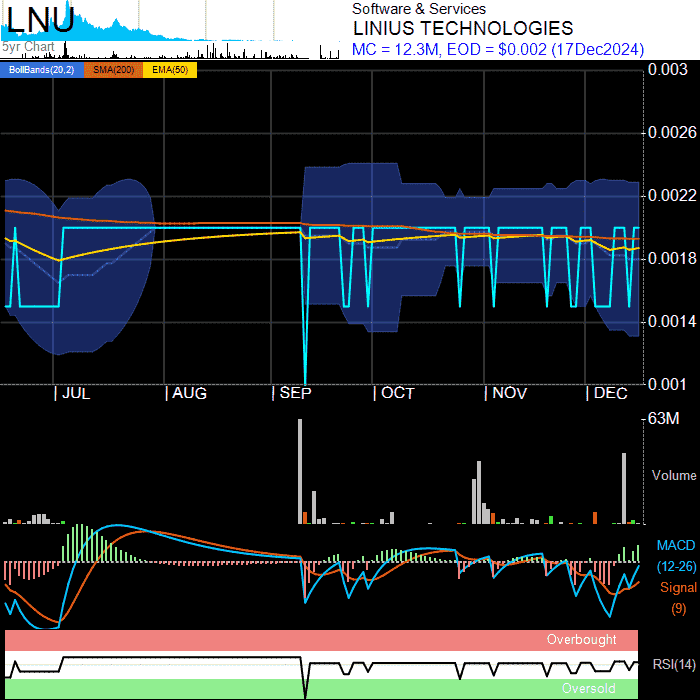 LNU
5yr Chart
Software & Services
LINIUS TECHNOLOGIES
MC = 12.3M, EOD = $0.002 (17Dec2024)
BollBands(20,2) SMA(200) EMA(50)
0.003
0.0026
0.0022
0.0018
0.0014
0.001
JUL AUG SEP OCT NOV DEC
63M
Volume
MACD
(12-26)
Signal
(9)
Overbought
RSI(14)
Oversold